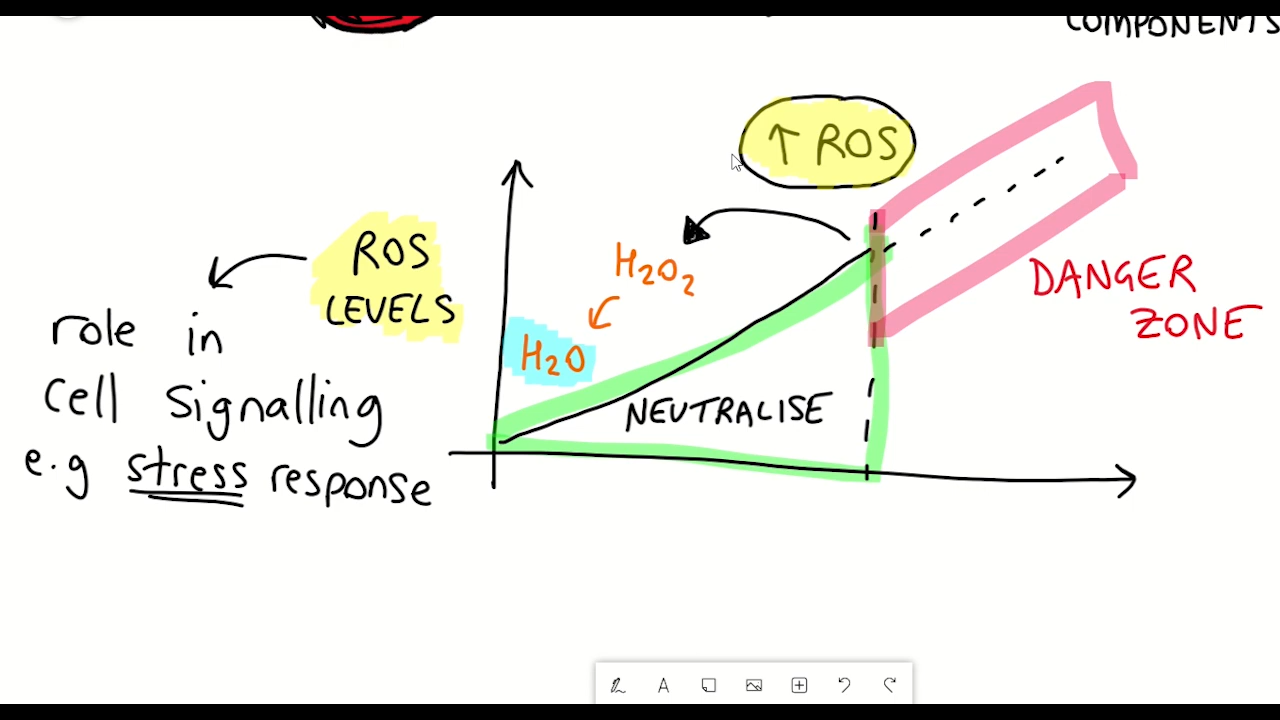 COMPONENTS
↑ ROS
ROS
LEVELS
role in
cell signalling
e.g stress response
H2O2
H2O
NEUTRALISE
DANGER
ZONE
A